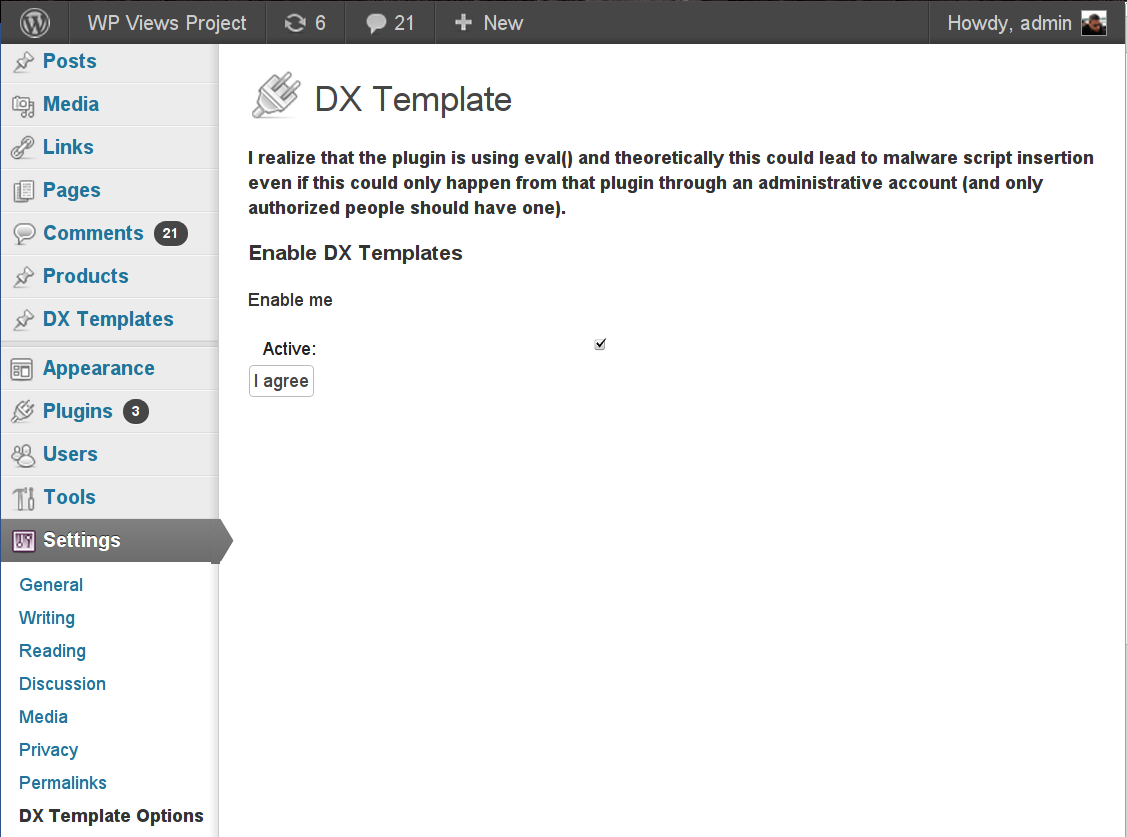 WP Views Project 6 21 New Howdy, admin
Posts
Media
Links
Pages
Comments 21
Products
DX Templates
Appearance
Plugins 3
Users
Tools
Settings
General
Writing
Reading
Discussion
Media
Privacy
Permalinks
DX Template Options
DX Template
I realize that the plugin is using eval() and theoretically this could lead to malware script insertion
even if this could only happen from that plugin through an administrative account (and only
authorized people should have one).
Enable DX Templates
Enable me
Active:
I agree